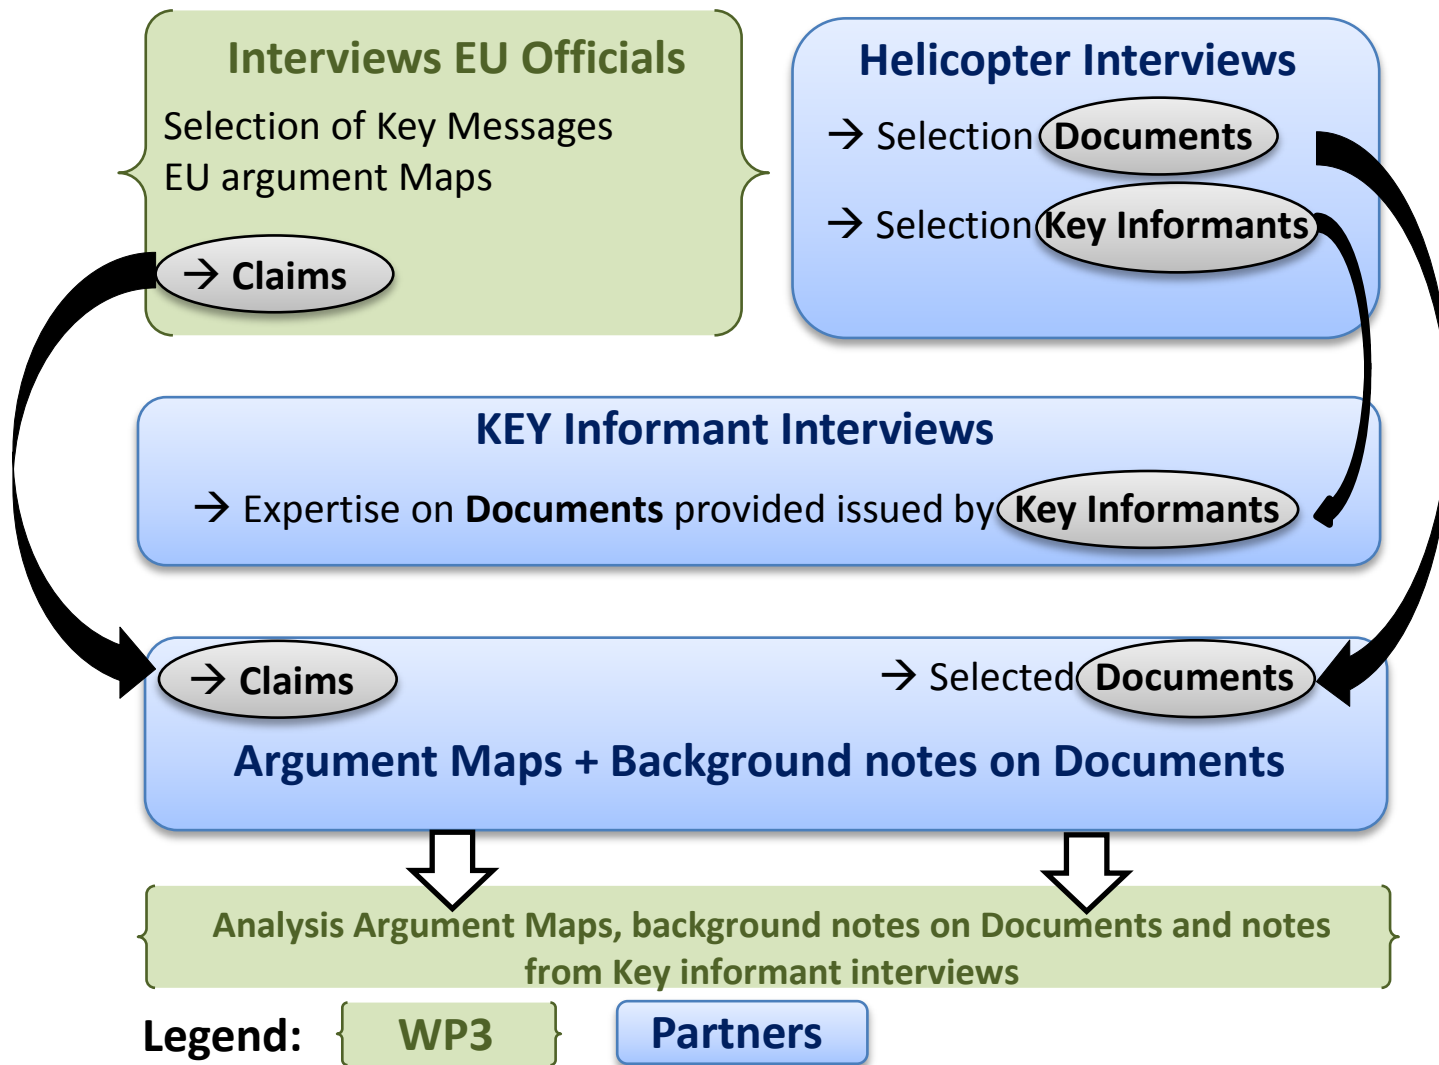 Interviews EU Officials
Selection of Key Messages
EU argument Maps
→ Claims
Helicopter Interviews
→ Selection Documents
→ Selection Key Informants
KEY Informant Interviews
→ Expertise on Documents provided issued by Key Informants
→ Claims
→ Selected Documents
Argument Maps + Background notes on Documents
Analysis Argument Maps, background notes on Documents and notes
from Key informant interviews
Legend:
WP3
Partners